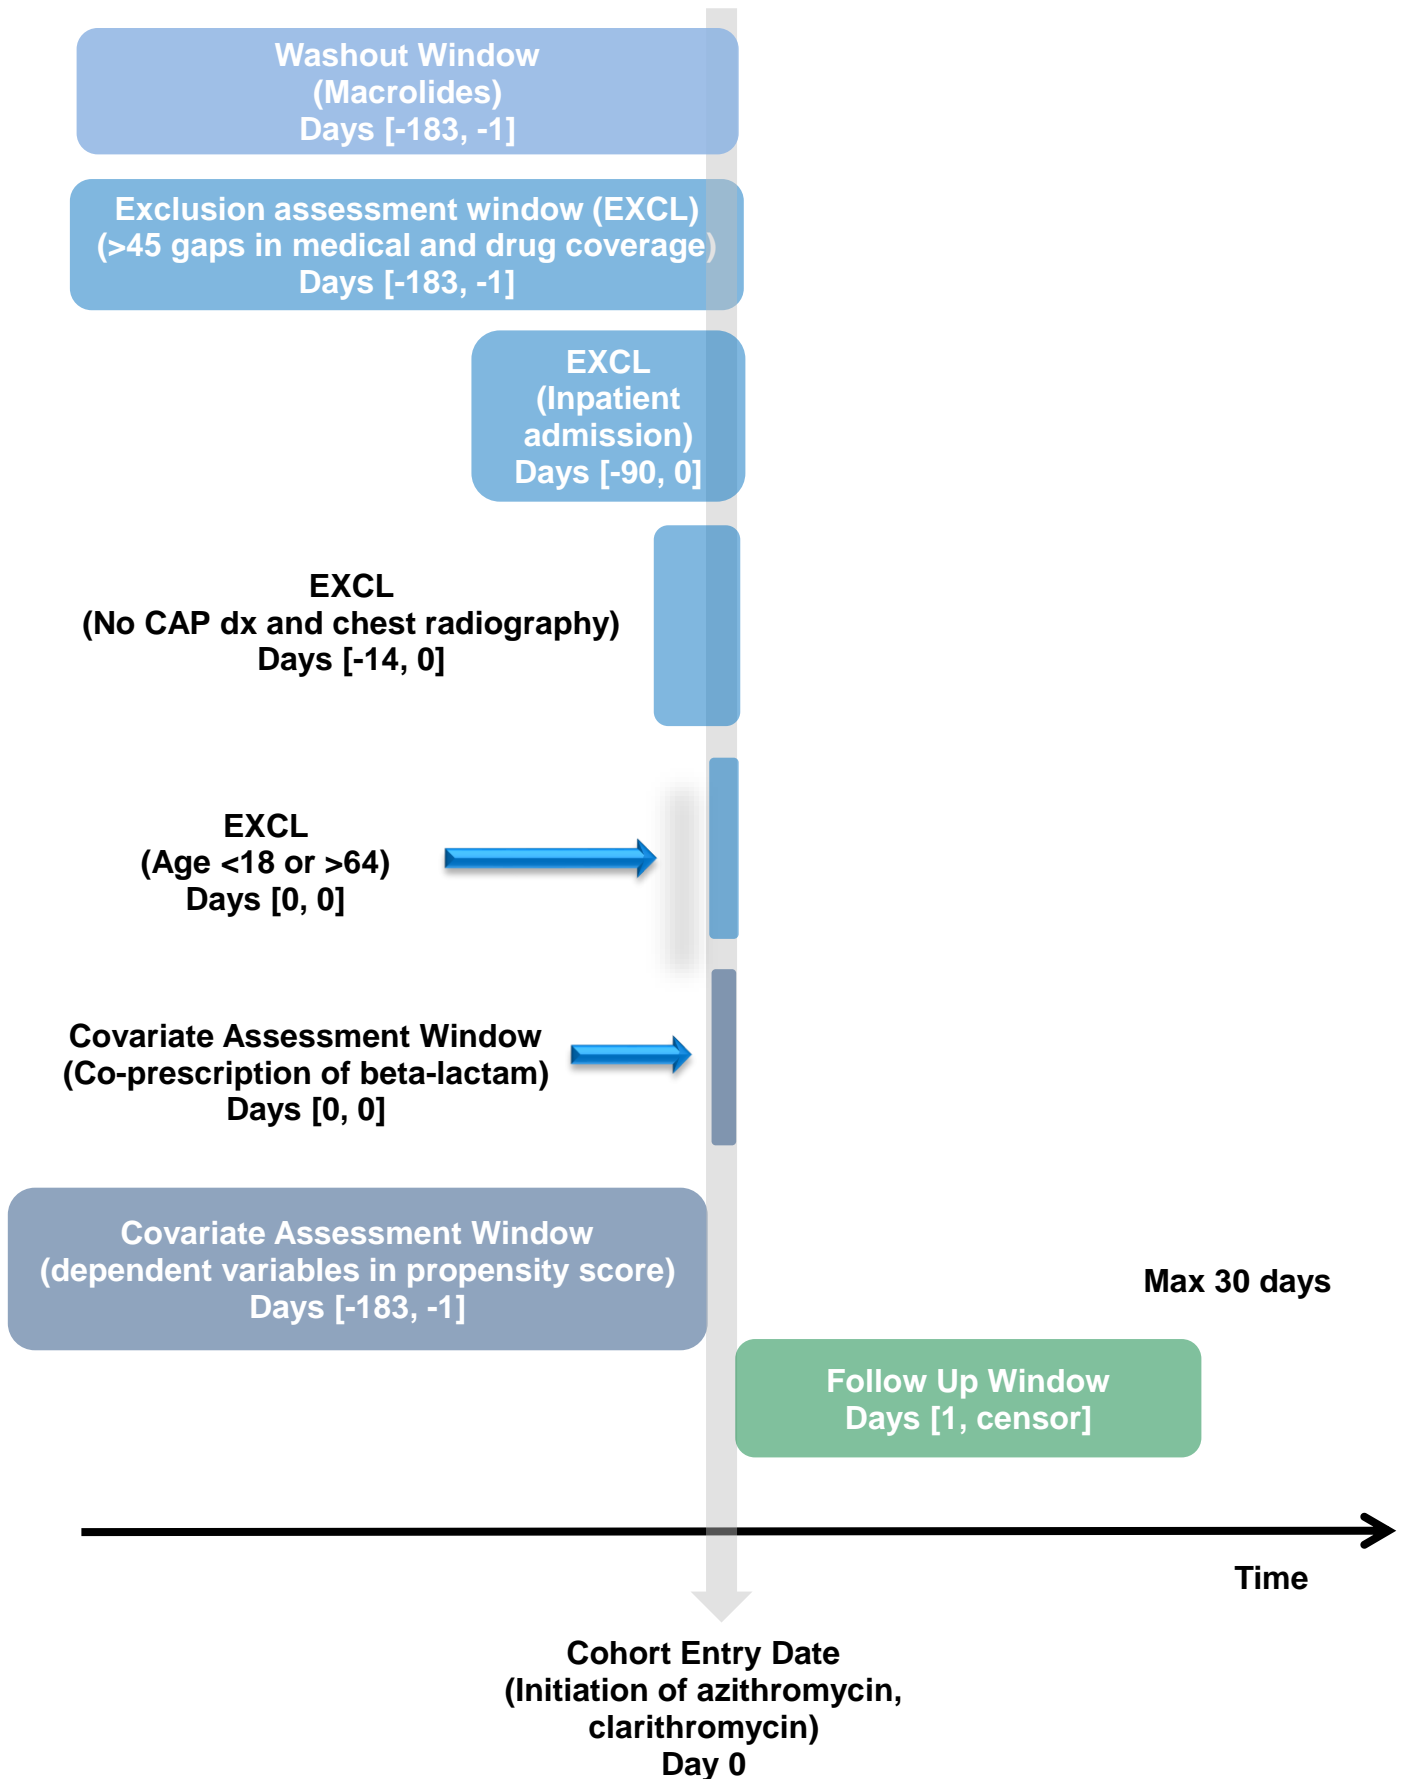 Washout Window
(Macrolides)
Days [-183, -1]
Exclusion assessment window (EXCL)
(>45 gaps in medical and drug coverage)
Days [-183, -1]
EXCL
(Inpatient
admission)
Days [-90, 0]
EXCL
(No CAP dx and chest radiography)
Days [-14, 0]
EXCL
(Age <18 or >64)
Days [0, 0]
Covariate Assessment Window
(Co-prescription of beta-lactam)
Days [0, 0]
Covariate Assessment Window
(dependent variables in propensity score)
Days [-183, -1]
Max 30 days
Follow Up Window
Days [1, censor]
Time
Cohort Entry Date
(Initiation of azithromycin,
clarithromycin)
Day 0